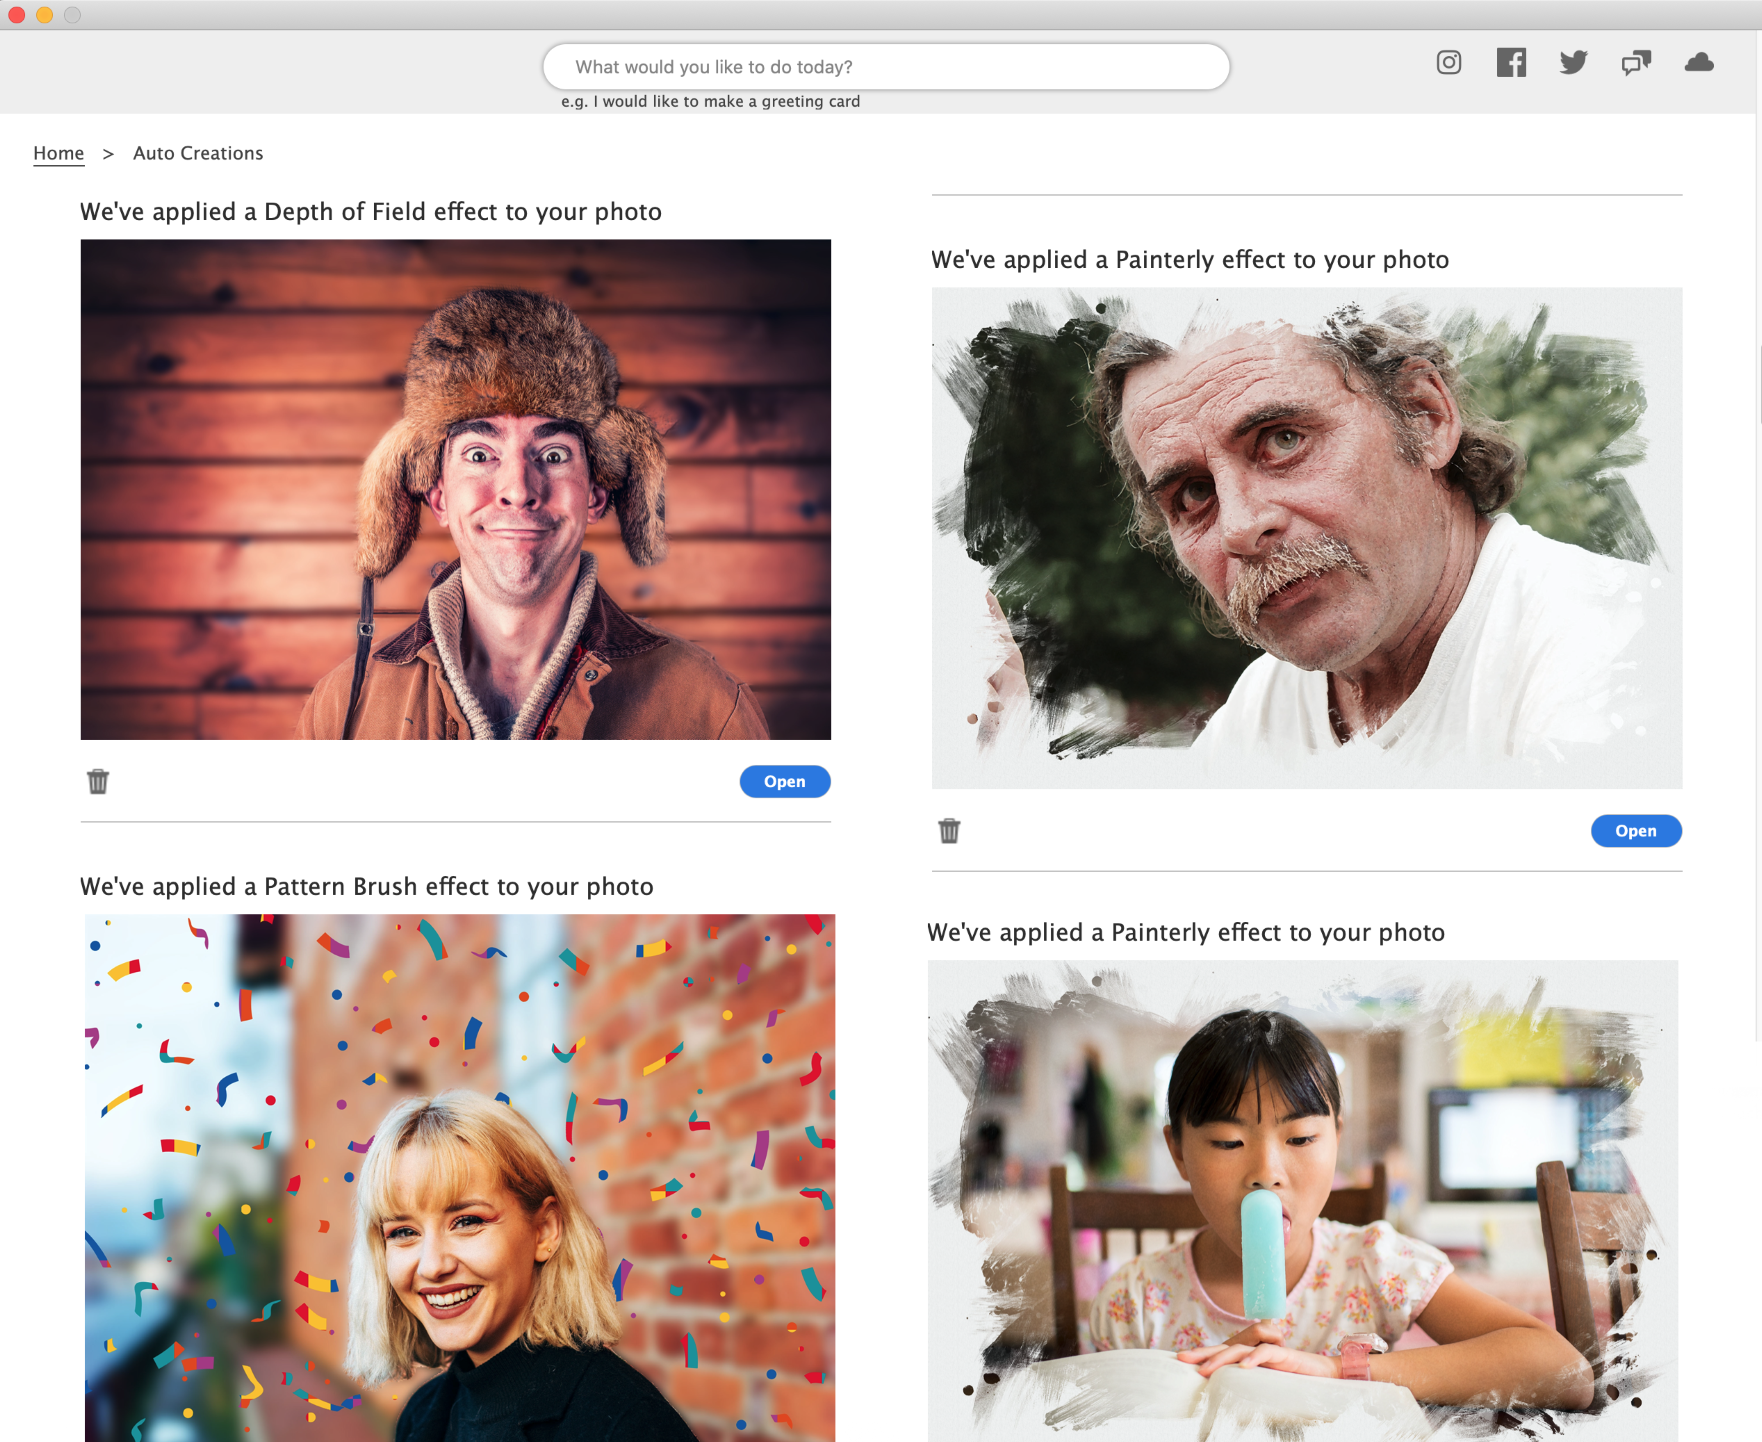 What would you like to do today?
e.g. I would like to make a greeting card
Home > Auto Creations
We've applied a Depth of Field effect to your photo
Open
We've applied a Painterly effect to your photo
Open
We've applied a Pattern Brush effect to your photo
We've applied a Painterly effect to your photo